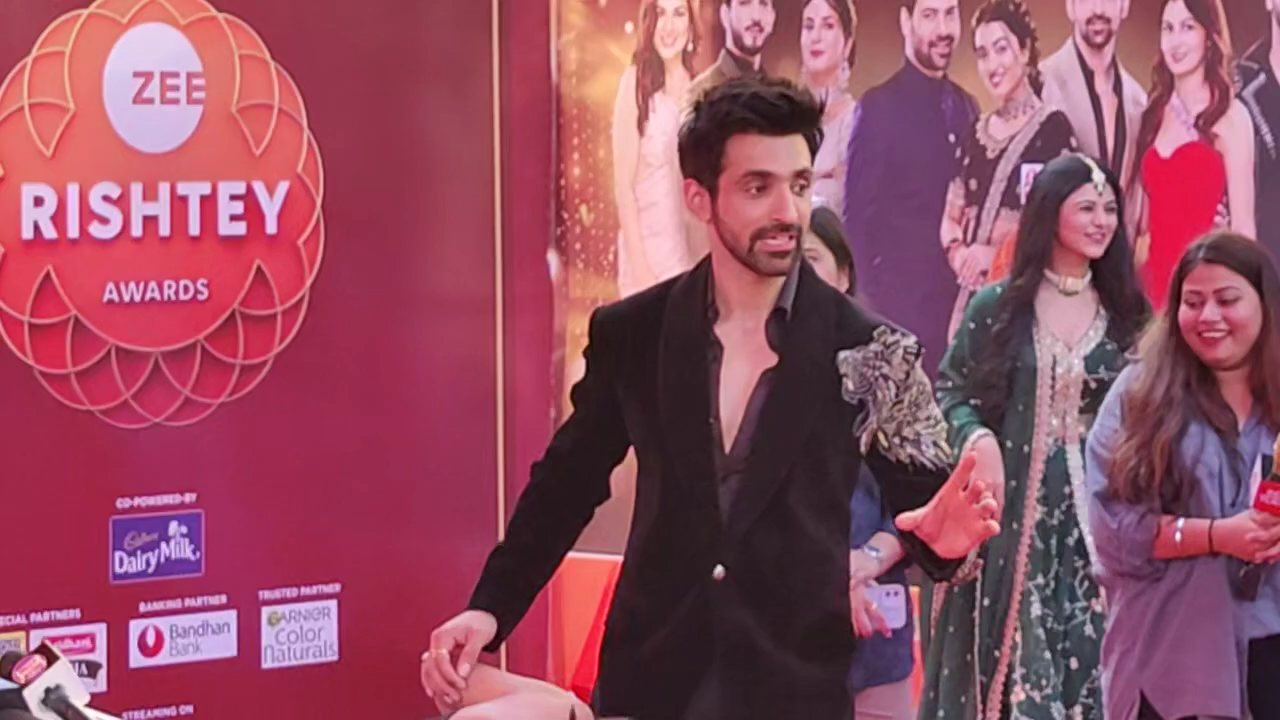 ZEE
RISHTEY
AWARDS
CO-POWERED-BY
Cadbury
Dairy Milk
BANKING PARTNER
Bandhan
Bank
TRUSTED PARTNER
GARNIER
Color
Naturals
PARTNERS
STREAMING ON